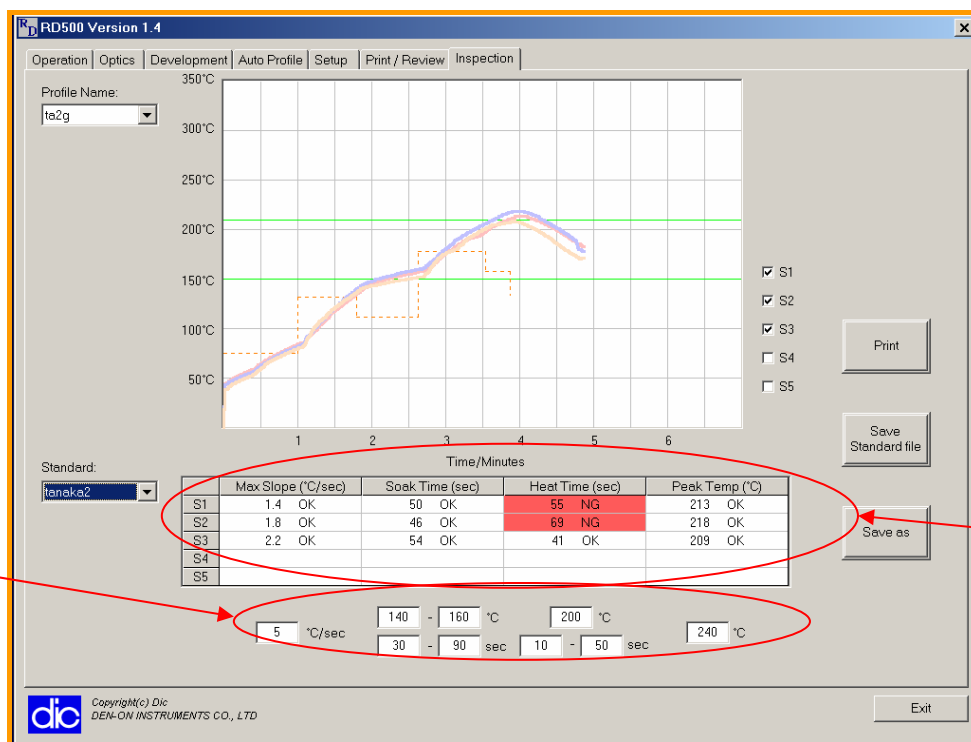 RD RD500 Version 1.4
Operation Optics Development Auto Profile Setup Print / Review Inspection
Profile Name:
ta2g
350°C
300°C
250°C
200°C
150°C
100°C
50°C
1 2 3 4 5 6
Time/Minutes
S1
S2
S3
S4
S5
Print
Save
Standard file
Save as
Standard:
tanaka2
Max Slope (°C/sec) Soak Time (sec) Heat Time (sec) Peak Temp (°C)
S1 1.4 OK 50 OK 55 NG 213 OK
S2 1.8 OK 46 OK 69 NG 218 OK
S3 2.2 OK 54 OK 41 OK 209 OK
S4
S5
5 °C/sec 140 - 160 °C 200 °C 240 °C
30 - 90 sec 10 - 50 sec
dic Copyright(c) Dic
DEN-ON INSTRUMENTS CO., LTD
Exit